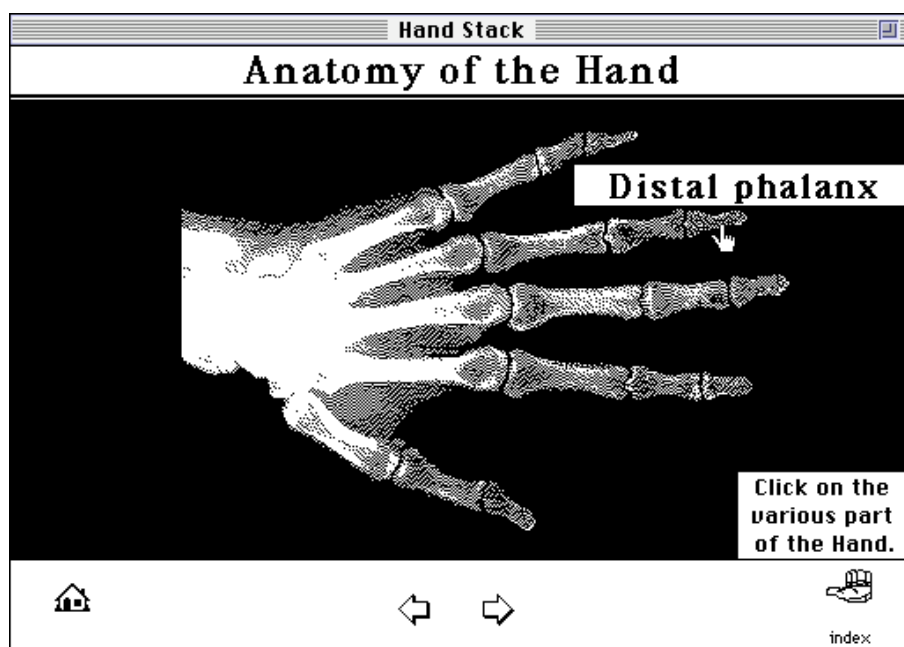 Hand Stack
Anatomy of the Hand
Distal phalanx
Click on the
various part
of the Hand.
index